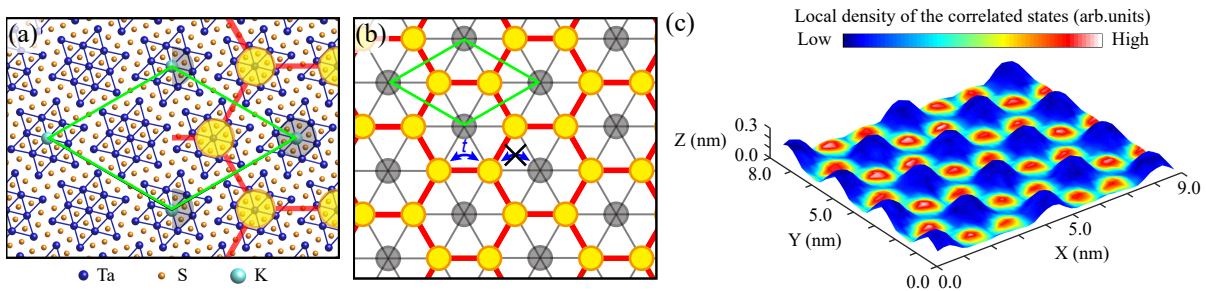 (a)
Ta
S
K
(b)
t
(c)
Local density of the correlated states (arb.units)
Low
High
Z (nm)
0.3
0.0
8.0
5.0
Y (nm)
0.0
0.0
5.0
X (nm)
9.0